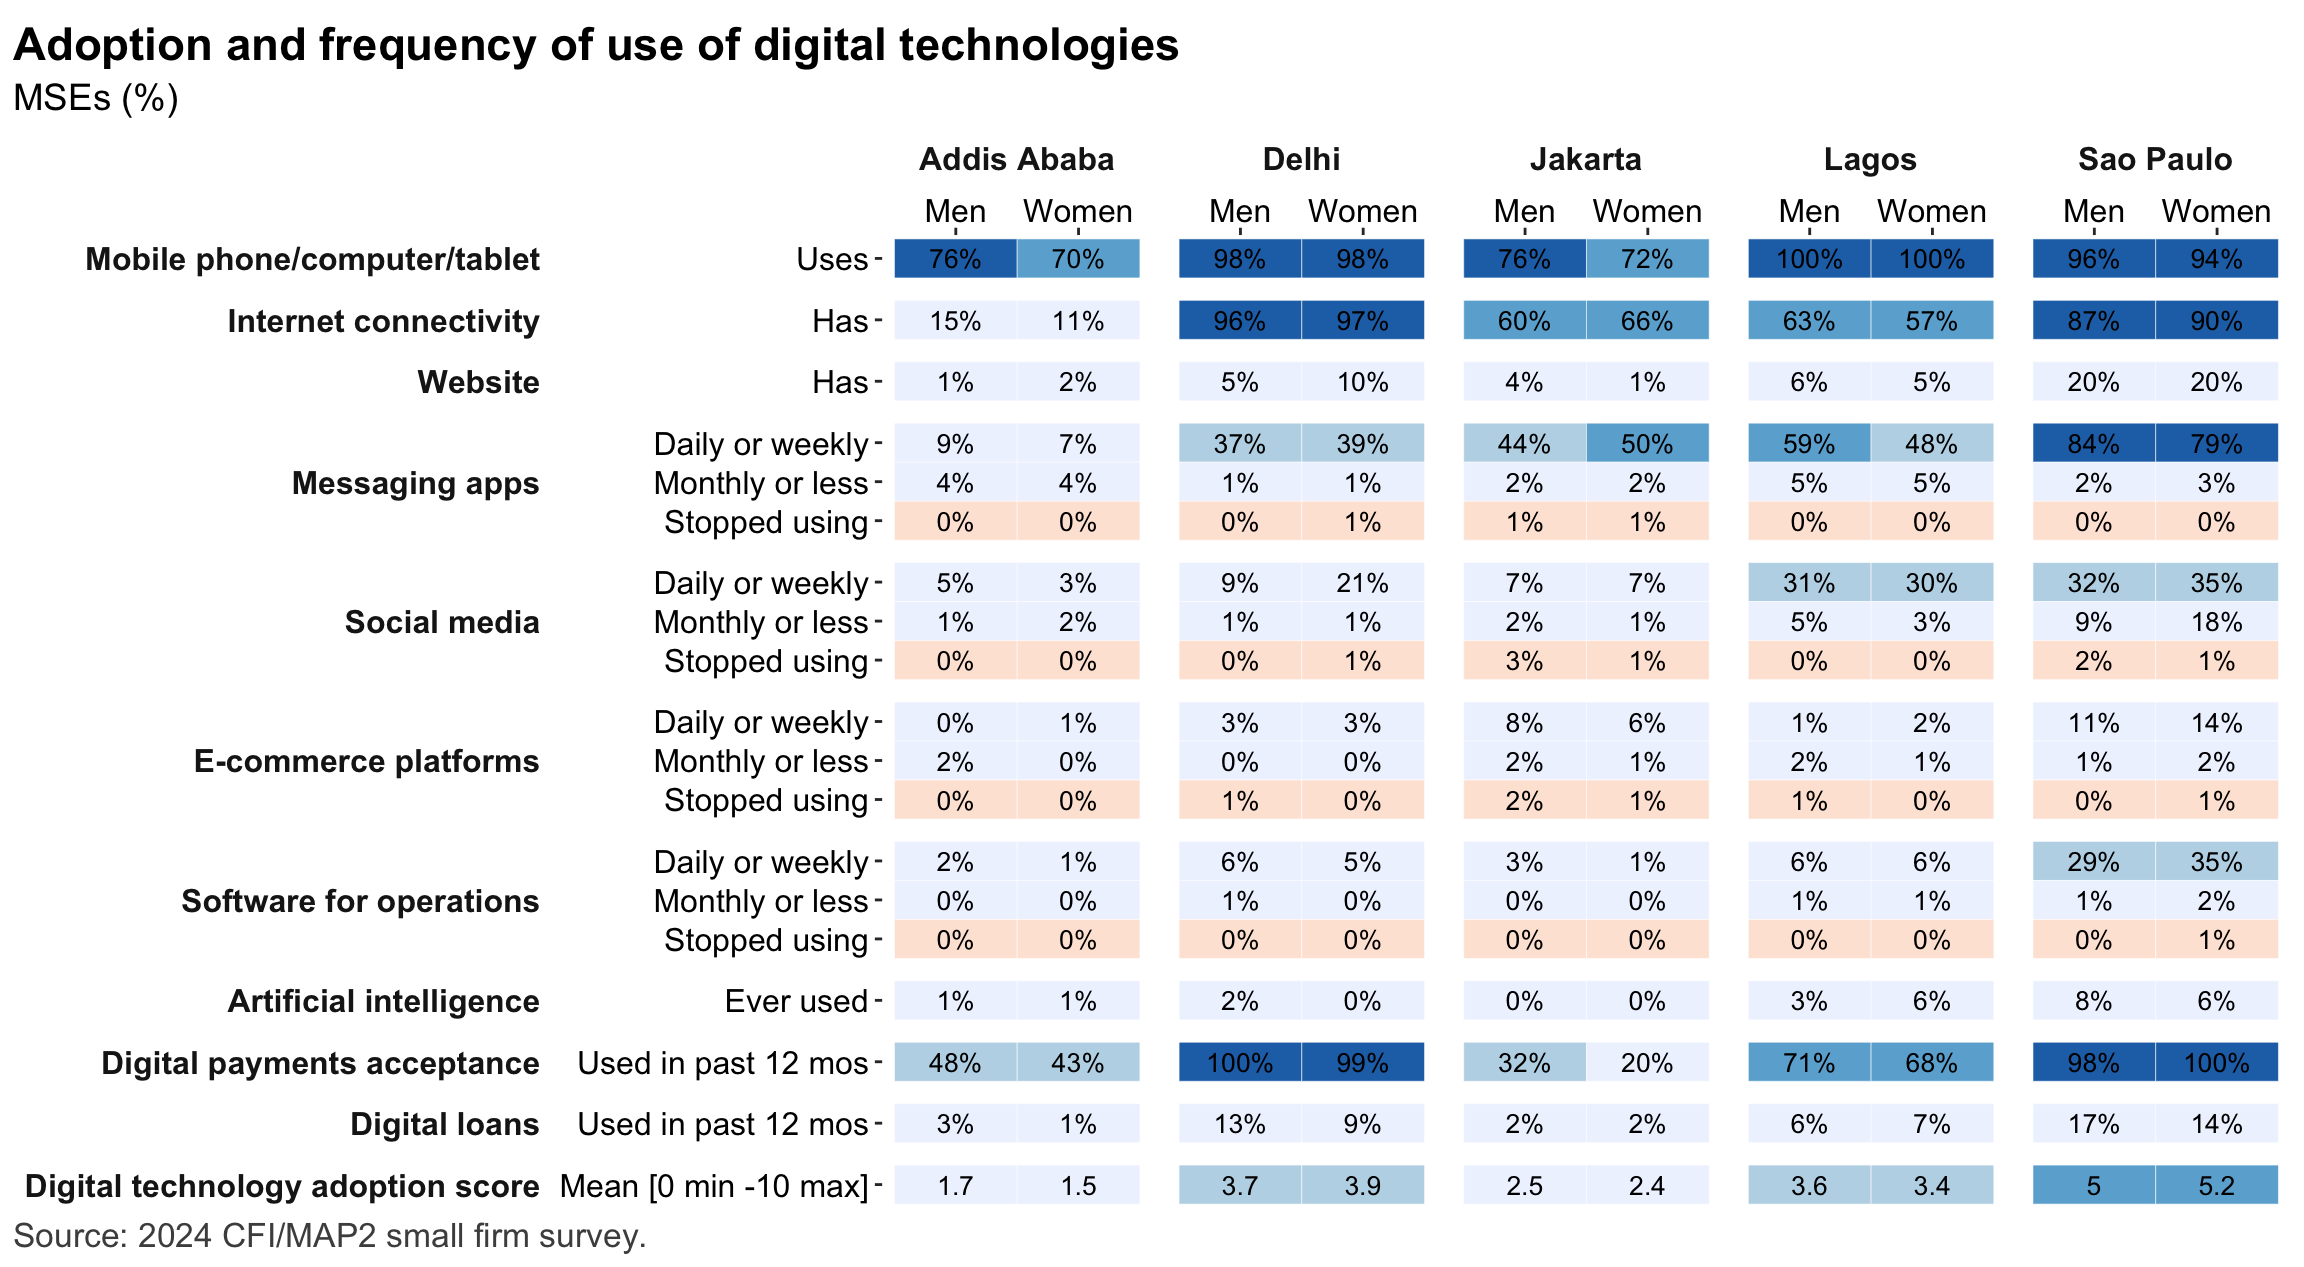 Adoption and frequency of use of digital technologies
MSEs (%)
Addis Ababa Delhi Jakarta Lagos Sao Paulo
Men Women Men Women Men Women Men Women Men Women
Mobile phone/computer/tablet Uses 76% 70% 98% 98% 76% 72% 100% 100% 96% 94%
Internet connectivity Has 15% 11% 96% 97% 60% 66% 63% 57% 87% 90%
Website Has 1% 2% 5% 10% 4% 1% 6% 5% 20% 20%
Daily or weekly 9% 7% 37% 39% 44% 50% 59% 48% 84% 79%
Messaging apps Monthly or less 4% 4% 1% 1% 2% 2% 5% 5% 2% 3%
Stopped using 0% 0% 0% 1% 1% 1% 0% 0% 0% 0%
Daily or weekly 5% 3% 9% 21% 7% 7% 31% 30% 32% 35%
Social media Monthly or less 1% 2% 1% 1% 2% 1% 5% 3% 9% 18%
Stopped using 0% 0% 0% 1% 3% 1% 0% 0% 2% 1%
Daily or weekly 0% 1% 3% 3% 8% 6% 1% 2% 11% 14%
E-commerce platforms Monthly or less 2% 0% 0% 0% 2% 1% 2% 1% 1% 2%
Stopped using 0% 0% 1% 0% 2% 1% 1% 0% 0% 1%
Daily or weekly 2% 1% 6% 5% 3% 1% 6% 6% 29% 35%
Software for operations Monthly or less 0% 0% 1% 0% 0% 0% 1% 1% 1% 2%
Stopped using 0% 0% 0% 0% 0% 0% 0% 0% 0% 1%
Artificial intelligence Ever used 1% 1% 2% 0% 0% 0% 3% 6% 8% 6%
Digital payments acceptance Used in past 12 mos 48% 43% 100% 99% 32% 20% 71% 68% 98% 100%
Digital loans Used in past 12 mos 3% 1% 13% 9% 2% 2% 6% 7% 17% 14%
Digital technology adoption score Mean [0 min -10 max] 1.7 1.5 3.7 3.9 2.5 2.4 3.6 3.4 5 5.2
Source: 2024 CFI/MAP2 small firm survey.